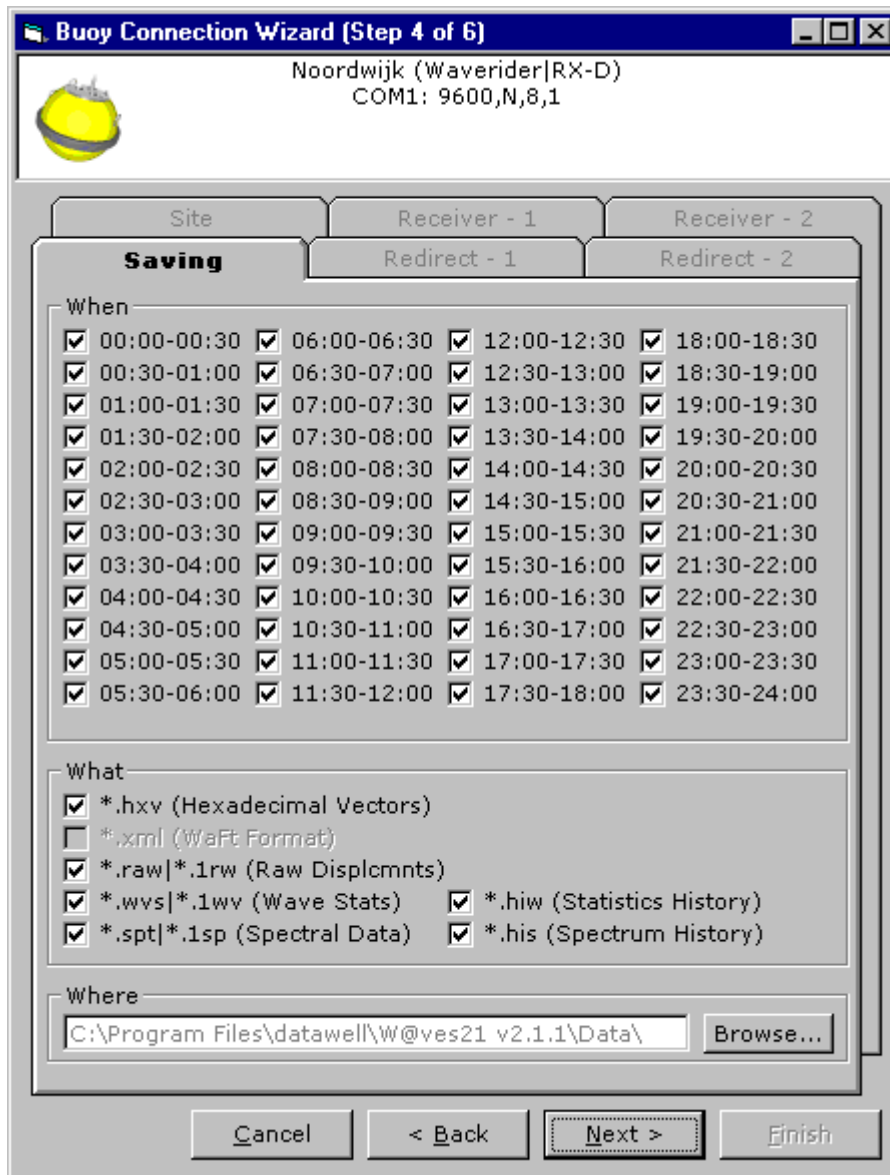 Buoy Connection Wizard (Step 4 of 6)
Noordwijk (Waverider|RX-D)
COM1: 9600,N,8,1
Site Receiver - 1 Receiver - 2
Saving Redirect - 1 Redirect - 2
When
00:00-00:30 06:00-06:30 12:00-12:30 18:00-18:30
00:30-01:00 06:30-07:00 12:30-13:00 18:30-19:00
01:00-01:30 07:00-07:30 13:00-13:30 19:00-19:30
01:30-02:00 07:30-08:00 13:30-14:00 19:30-20:00
02:00-02:30 08:00-08:30 14:00-14:30 20:00-20:30
02:30-03:00 08:30-09:00 14:30-15:00 20:30-21:00
03:00-03:30 09:00-09:30 15:00-15:30 21:00-21:30
03:30-04:00 09:30-10:00 15:30-16:00 21:30-22:00
04:00-04:30 10:00-10:30 16:00-16:30 22:00-22:30
04:30-05:00 10:30-11:00 16:30-17:00 22:30-23:00
05:00-05:30 11:00-11:30 17:00-17:30 23:00-23:30
05:30-06:00 11:30-12:00 17:30-18:00 23:30-24:00
What
*.hxv (Hexadecimal Vectors)
*.xml (WaFt Format)
*.raw|*.1rw (Raw Displcmnts)
*.wvs|*.1wv (Wave Stats) *.hiw (Statistics History)
*.spt|*.1sp (Spectral Data) *.his (Spectrum History)
Where
C:\Program Files\datawell\W@ves21 v2.1.1\Data\ Browse...
Cancel < Back Next > Finish